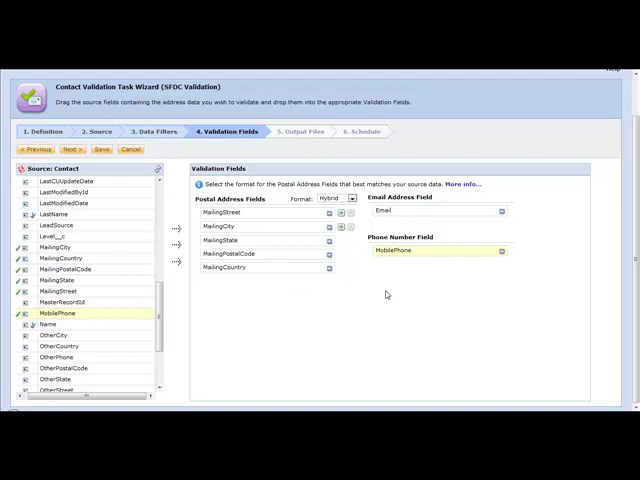 Help
Contact Validation Task Wizard (SFDC Validation)
Drag the source fields containing the address data you wish to validate and drop them into the appropriate Validation Fields.
1. Definition
2. Source
3. Data Filters
4. Validation Fields
5. Output Files
6. Schedule
< Previous
Next >
Save
Cancel
Source: Contact
LastCUUpdateDate
LastModifiedById
LastModifiedDate
LastName
LeadSource
Level__c
MailingCity
MailingCountry
MailingPostalCode
MailingState
MailingStreet
MasterRecordId
MobilePhone
Name
OtherCity
OtherCountry
OtherPhone
OtherPostalCode
OtherState
OtherStreet
Validation Fields
Select the format for the Postal Address Fields that best matches your source data. More info...
Postal Address Fields
Format: Hybrid
MailingStreet
MailingCity
MailingState
MailingPostalCode
MailingCountry
Email Address Field
Email
Phone Number Field
MobilePhone